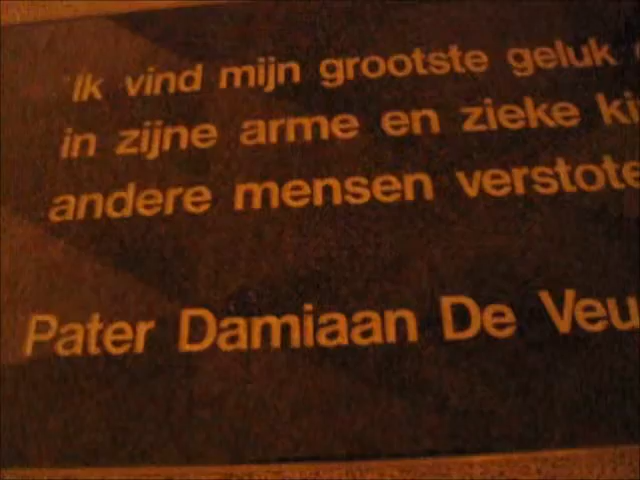 'Ik vind mijn grootste geluk
in zijne arme en zieke
andere mensen
Pater Damiaan De